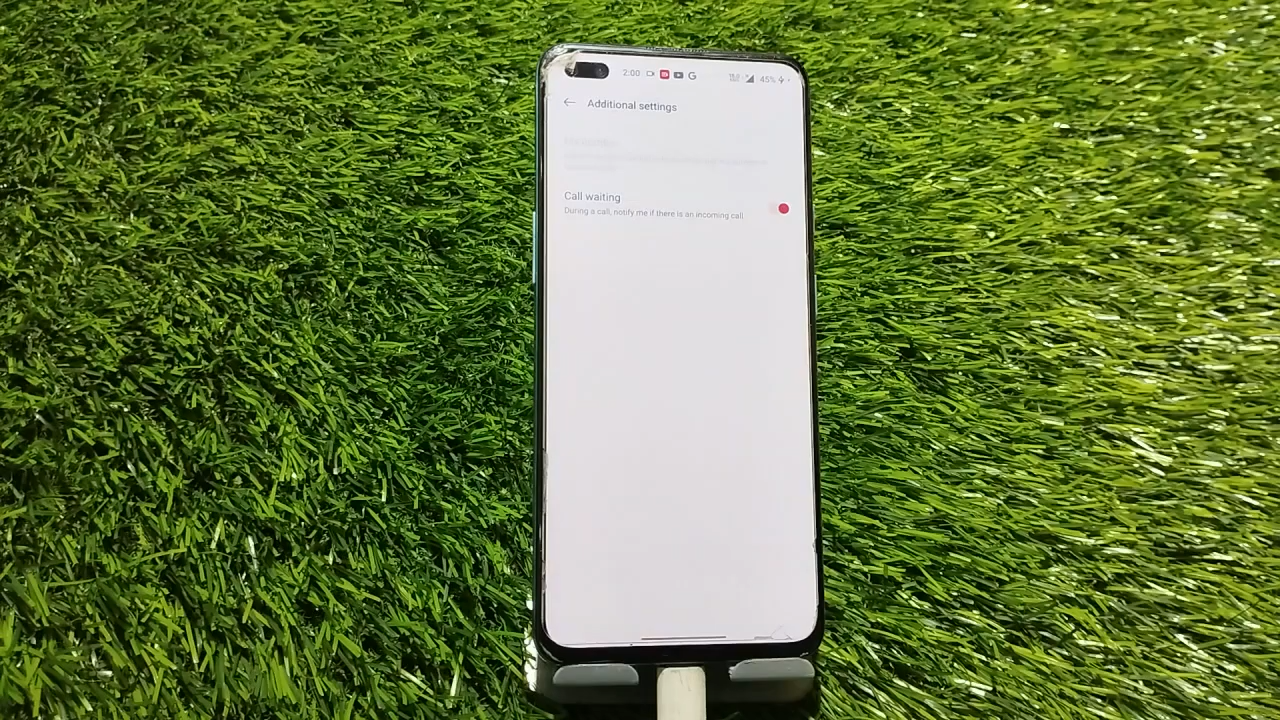 2:00
45%
Additional settings
Call waiting
During a call, notify me if there is an incoming call.